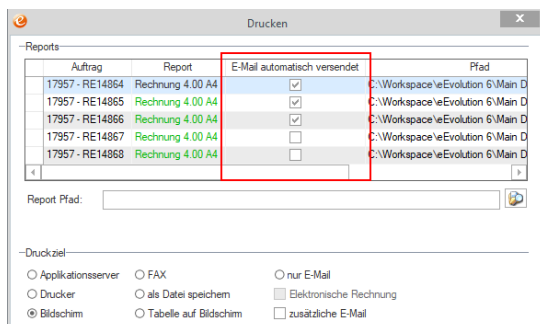 Drucken
Reports
Auftrag Report E-Mail automatisch versendet Pfad
17957 - RE14864 Rechnung 4.00 A4 C:\Workspace\eEvolution 6\Main D
17957 - RE14865 Rechnung 4.00 A4 C:\Workspace\eEvolution 6\Main D
17957 - RE14866 Rechnung 4.00 A4 C:\Workspace\eEvolution 6\Main D
17957 - RE14867 Rechnung 4.00 A4 C:\Workspace\eEvolution 6\Main D
17957 - RE14868 Rechnung 4.00 A4 C:\Workspace\eEvolution 6\Main D
Report Pfad:
Druckziel
Applikationsserver FAX nur E-Mail
Drucker als Datei speichern Elektronische Rechnung
Bildschim Tabelle auf Bildschim zusätzliche E-Mail